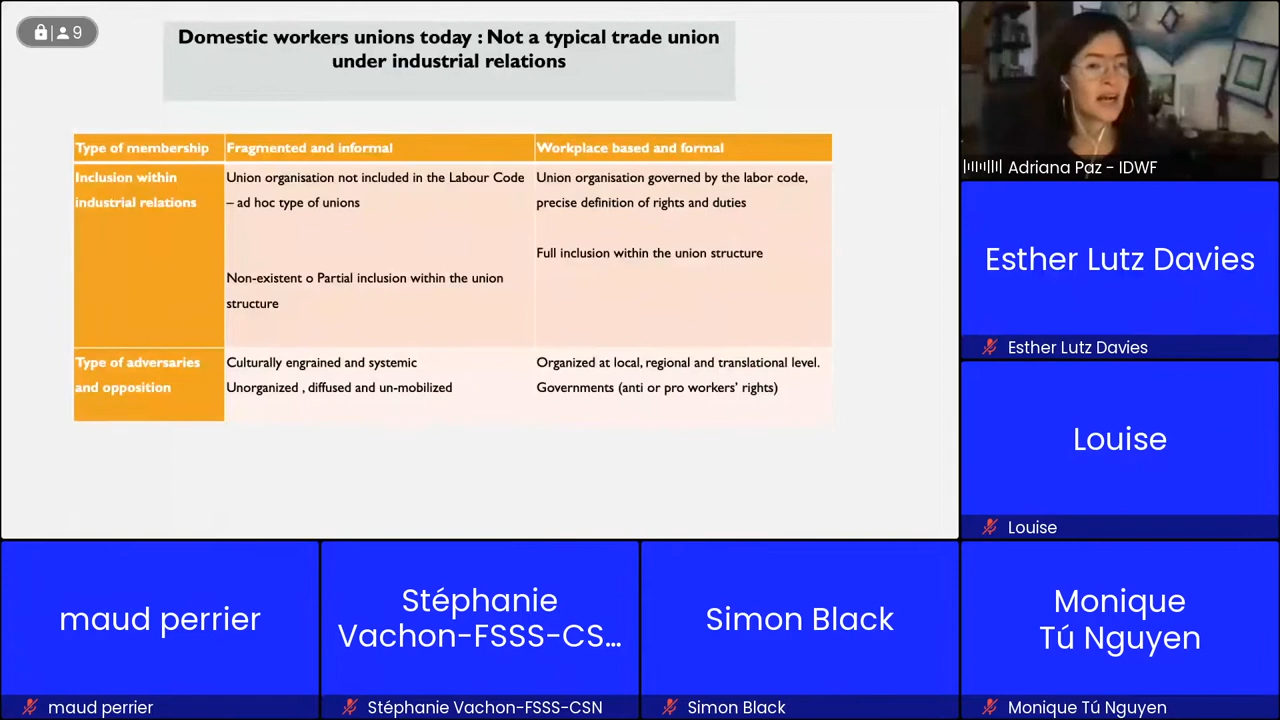 9
Domestic workers unions today : Not a typical trade union
under industrial relations
Type of membership
Fragmented and informal
Workplace based and formal
Inclusion within
industrial relations
Union organisation not included in the Labour Code
– ad hoc type of unions
Non-existent o Partial inclusion within the union
structure
Union organisation governed by the labor code,
precise definition of rights and duties
Full inclusion within the union structure
Type of adversaries
and opposition
Culturally engrained and systemic
Unorganized , diffused and un-mobilized
Organized at local, regional and translational level.
Governments (anti or pro workers’ rights)
Adriana Paz - IDWF
Esther Lutz Davies
Esther Lutz Davies
Louise
Louise
maud perrier
maud perrier
Stéphanie
Vachon-FSSS-CS...
Stéphanie Vachon-FSSS-CSN
Simon Black
Simon Black
Monique
Tú Nguyen
Monique Tú Nguyen